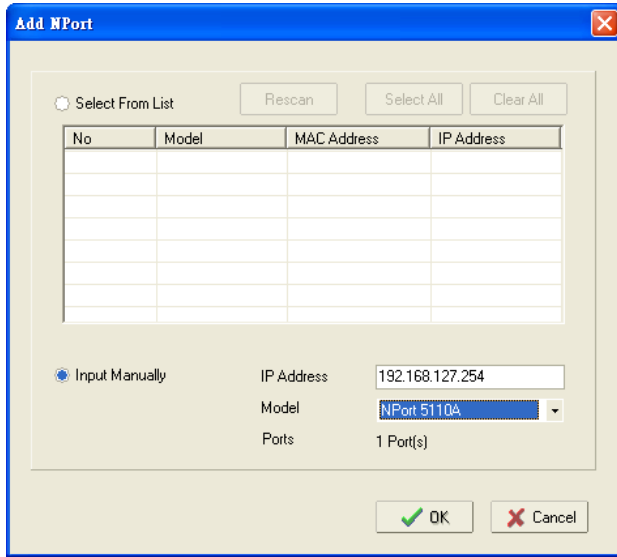 Add NPort
Select From List Rescan Select All Clear All
No Model MAC Address IP Address
Input Manually IP Address 192.168.127.254
Model NPort 5110A
Ports 1 Port(s)
OK Cancel